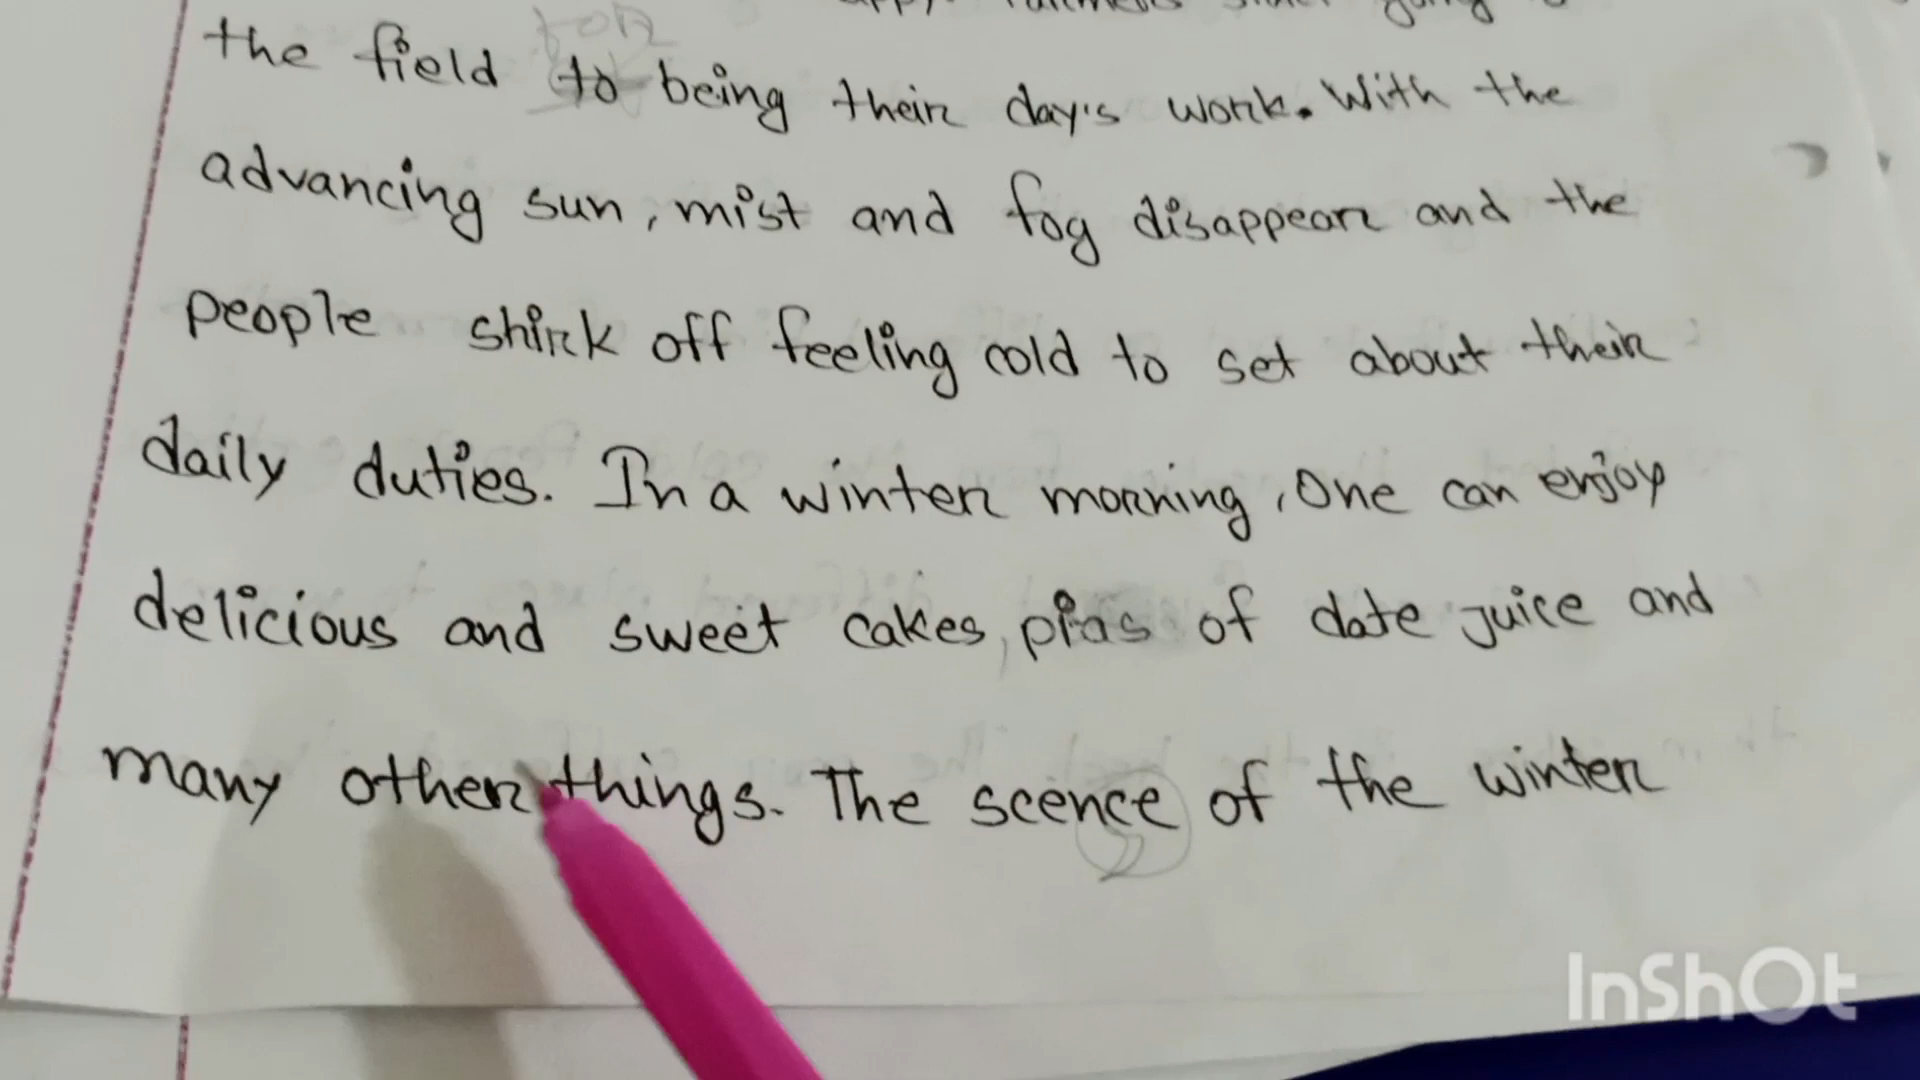 the field to being their day's work. With the
advancing sun, mist and fog disappear and the
people shirk off feeling cold to set about their
daily duties. In a winter morning, One can enjoy
delicious and sweet cakes, pias of date juice and
many other things. The scence of the winter
InShOt